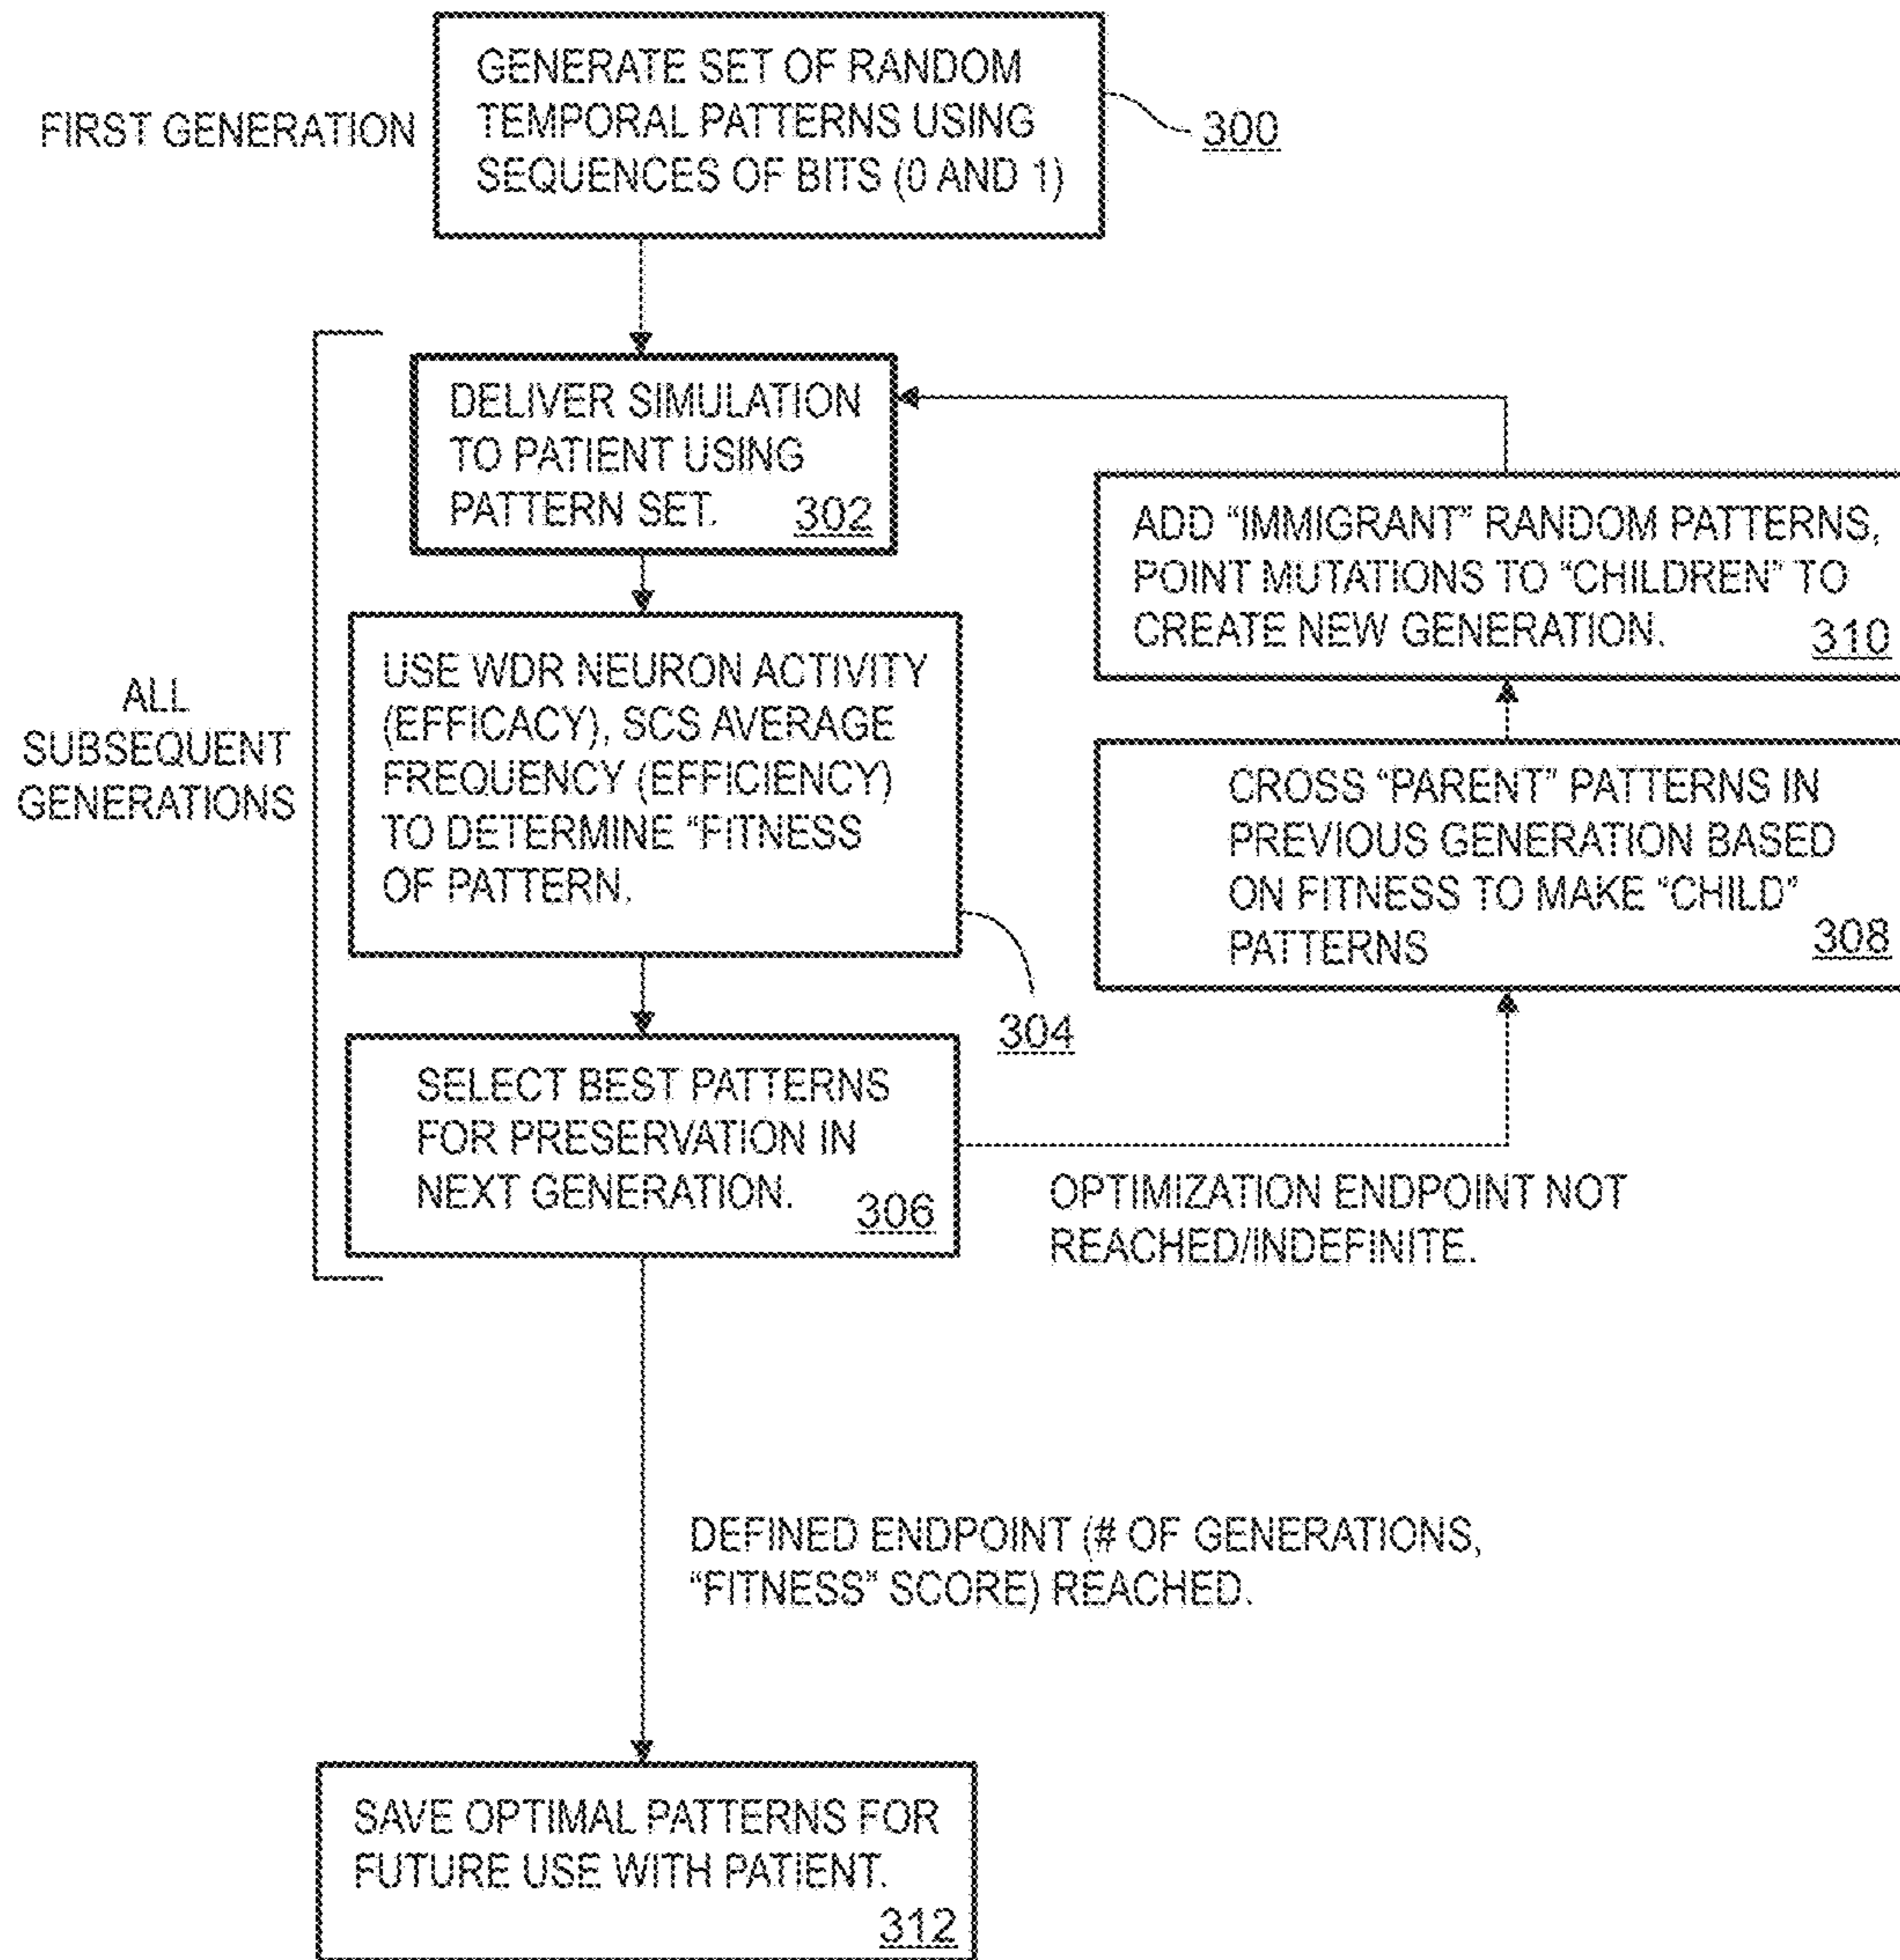 FIRST GENERATION
GENERATE SET OF RANDOM
TEMPORAL PATTERNS USING
SEQUENCES OF BITS (0 AND 1)
300
DELIVER SIMULATION
TO PATIENT USING
PATTERN SET.
302
ALL
SUBSEQUENT
GENERATIONS
USE WDR NEURON ACTIVITY
(EFFICACY), SCS AVERAGE
FREQUENCY (EFFICIENCY)
TO DETERMINE “FITNESS
OF PATTERN.
304
SELECT BEST PATTERNS
FOR PRESERVATION IN
NEXT GENERATION.
306
ADD “IMMIGRANT” RANDOM PATTERNS,
POINT MUTATIONS TO “CHILDREN” TO
CREATE NEW GENERATION.
310
CROSS “PARENT” PATTERNS IN
PREVIOUS GENERATION BASED
ON FITNESS TO MAKE “CHILD”
PATTERNS
308
OPTIMIZATION ENDPOINT NOT
REACHED/INDEFINITE.
DEFINED ENDPOINT (# OF GENERATIONS,
“FITNESS” SCORE) REACHED.
SAVE OPTIMAL PATTERNS FOR
FUTURE USE WITH PATIENT.
312